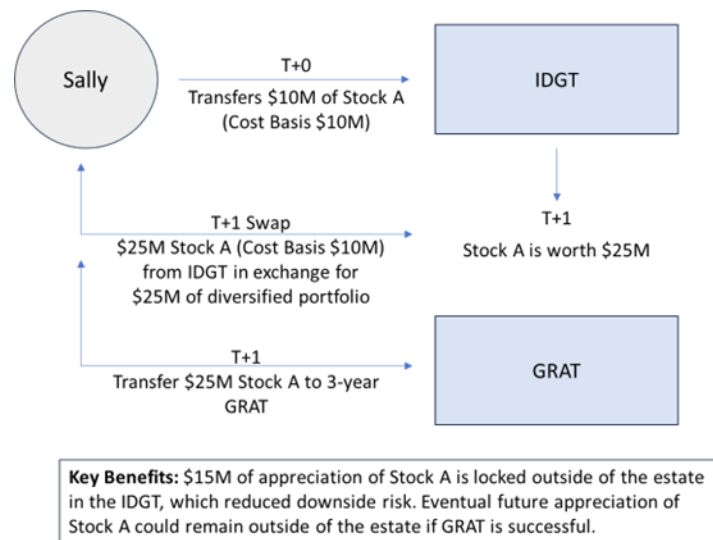 Sally
T+0
Transfers $10M of Stock A
(Cost Basis $10M)
IDGT
T+1 Swap
$25M Stock A (Cost Basis $10M)
from IDGT in exchange for
$25M of diversified portfolio
T+1
Stock A is worth $25M
T+1
Transfer $25M Stock A to 3-year
GRAT
GRAT
Key Benefits: $15M of appreciation of Stock A is locked outside of the estate
in the IDGT, which reduced downside risk. Eventual future appreciation of
Stock A could remain outside of the estate if GRAT is successful.